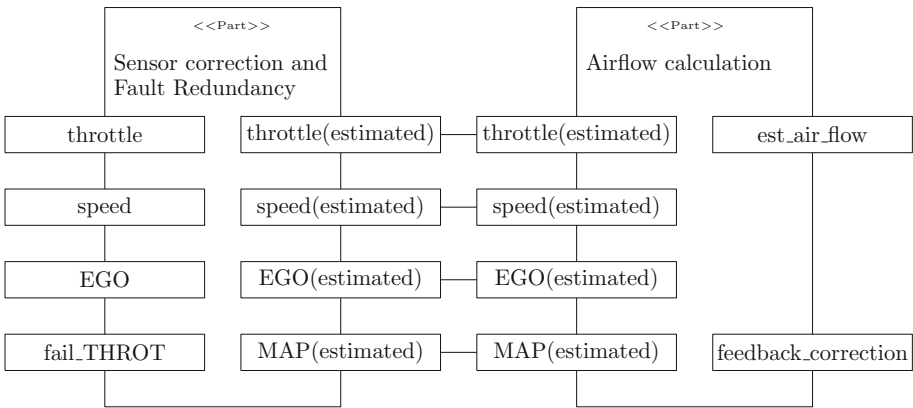 <<Part>>
Sensor correction and
Fault Redundancy
<<Part>>
Airflow calculation
throttle
throttle(estimated)
throttle(estimated)
est_air_flow
speed
speed(estimated)
speed(estimated)
EGO
EGO(estimated)
EGO(estimated)
fail_THROT
MAP(estimated)
MAP(estimated)
feedback_correction